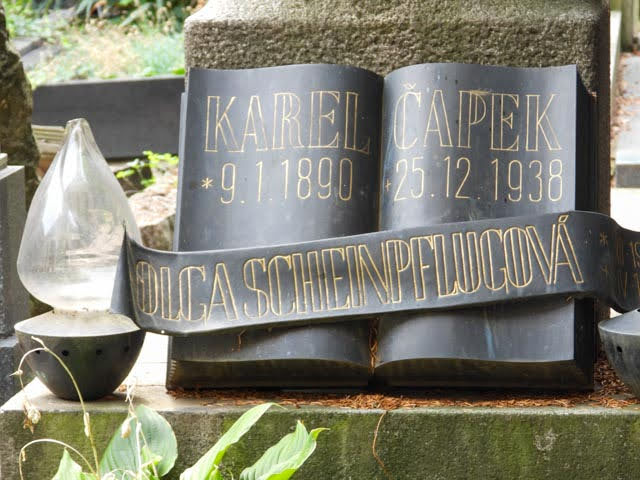 KAREL ČAPEK
*9.1.1890 +25.12.1938
OLGA SCHEINPFLUGOVÁ